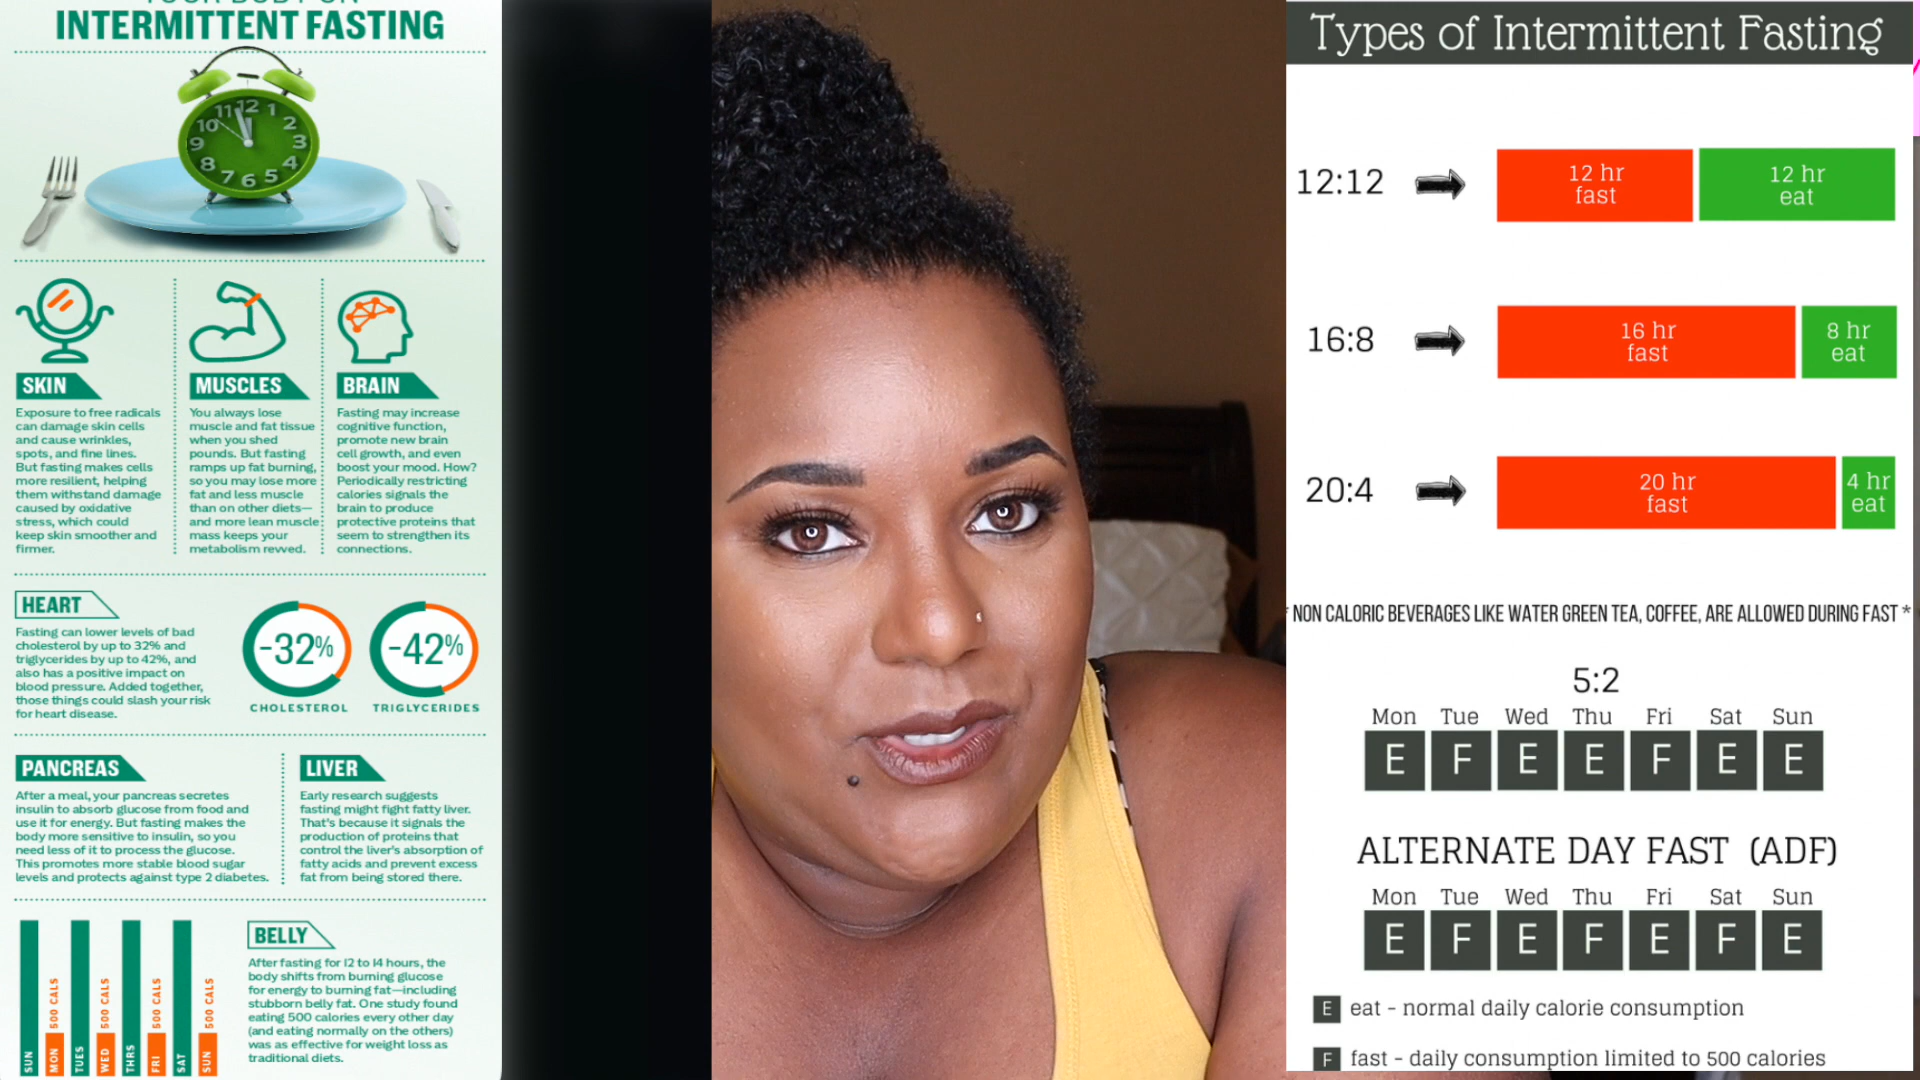 YOUR BODY ON
INTERMITTENT FASTING
11 12 1
10 2
9 3
8 4
7 6 5
SKIN
Exposure to free radicals
can damage skin cells
and cause wrinkles,
spots, and fine lines.
But fasting makes cells
more resilient, helping
them withstand damage
caused by oxidative
stress, which could
keep skin smoother and
firmer.
MUSCLES
You always lose
muscle and fat tissue
when you shed
pounds. But fasting
ramps up fat burning,
so you may lose more
fat and less muscle
than on other diets—
and more lean muscle
mass keeps your
metabolism revved.
BRAIN
Fasting may increase
cognitive function,
promote new brain
cell growth, and even
boost your mood. How?
Periodically restricting
calories signals the
brain to produce
protective proteins that
seem to strengthen its
connections.
HEART
Fasting can lower levels of bad
cholesterol by up to 32% and
triglycerides by up to 42%, and
also has a positive impact on
blood pressure. Added together,
those things could slash your risk
for heart disease.
-32%
CHOLESTEROL
-42%
TRIGLYCERIDES
PANCREAS
After a meal, your pancreas secretes
insulin to absorb glucose from food and
use it for energy. But fasting makes the
body more sensitive to insulin, so you
need less of it to process the glucose.
This promotes more stable blood sugar
levels and protects against type 2 diabetes.
LIVER
Early research suggests
fasting might fight fatty liver.
That's because it signals the
production of proteins that
control the liver's absorption of
fatty acids and prevent excess
fat from being stored there.
SUN
MON 500 CALS
TUES
WED 500 CALS
THRS
FRI 500 CALS
SAT
SUN 500 CALS
BELLY
After fasting for 12 to 14 hours, the
body shifts from burning glucose
for energy to burning fat—including
stubborn belly fat. One study found
eating 500 calories every other day
(and eating normally on the others)
was as effective for weight loss as
traditional diets.
Types of Intermittent Fasting
12:12
12 hr
fast
12 hr
eat
16:8
16 hr
fast
8 hr
eat
20:4
20 hr
fast
4 hr
eat
* NON CALORIC BEVERAGES LIKE WATER GREEN TEA, COFFEE, ARE ALLOWED DURING FAST *
5:2
Mon Tue Wed Thu Fri Sat Sun
E F E E F E E
ALTERNATE DAY FAST (ADF)
Mon Tue Wed Thu Fri Sat Sun
E F E F E F E
E eat - normal daily calorie consumption
F fast - daily consumption limited to 500 calories